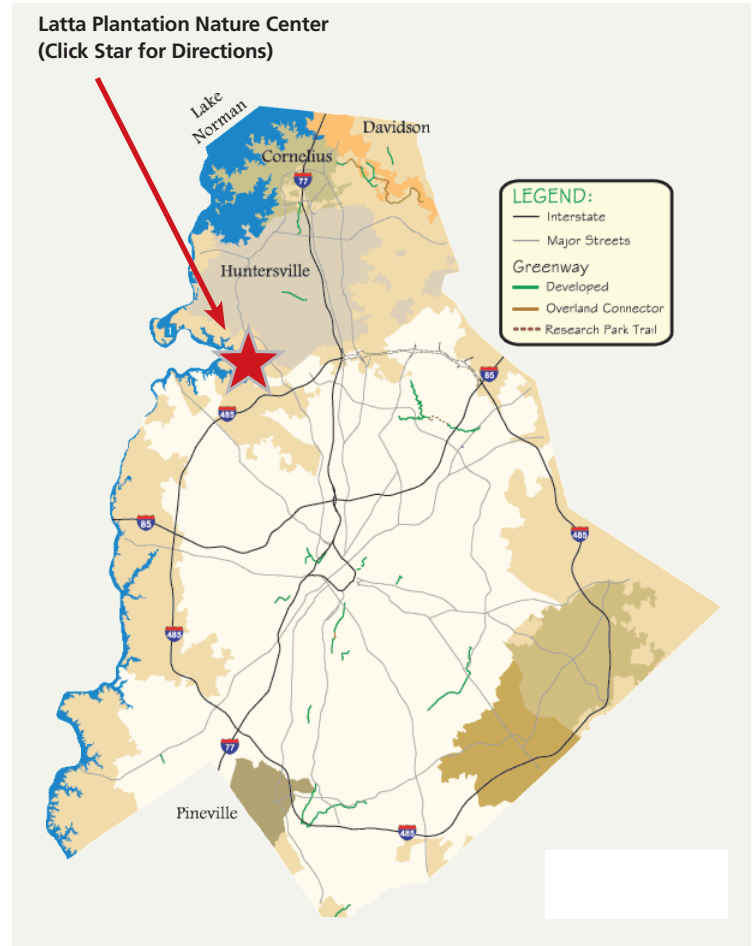 Latta Plantation Nature Center
(Click Star for Directions)
Lake
Norman
Davidson
Cornelius
77
Huntersville
LEGEND:
Interstate
Major Streets
Greenway
Developed
Overland Connector
Research Park Trail
1
85
485
85
485
485
77
Pineville
485